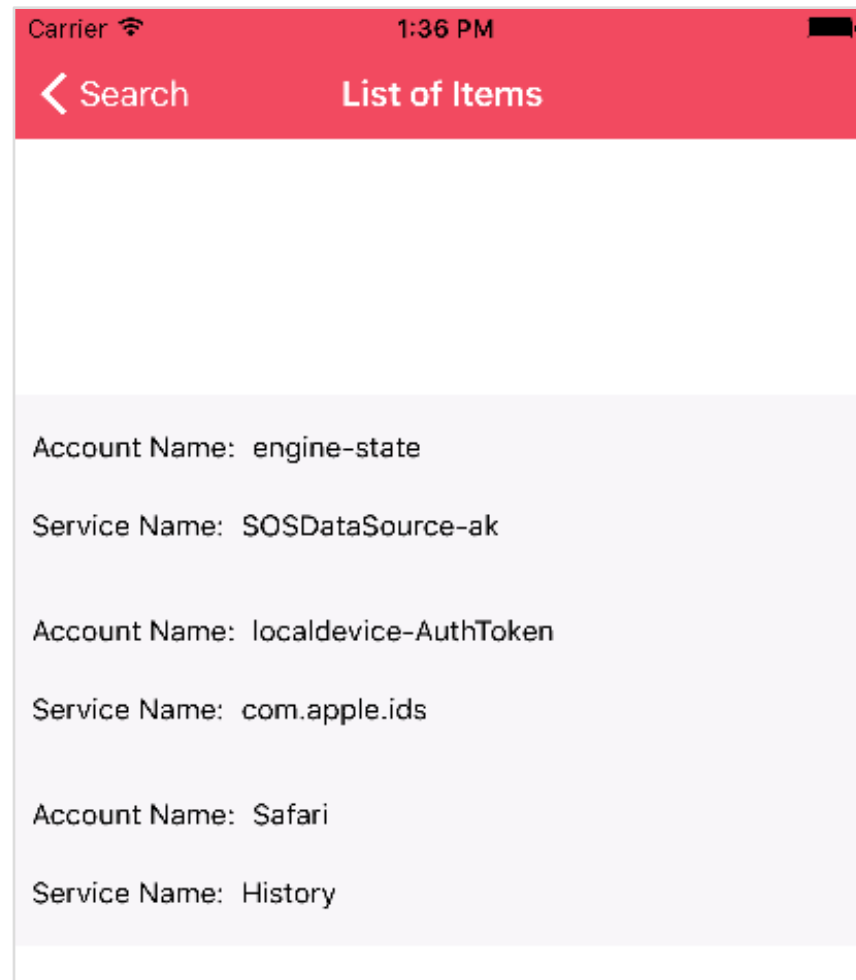 Carrier 1:36 PM
Search List of Items
Account Name: engine-state
Service Name: SOSDataSource-ak
Account Name: localdevice-AuthToken
Service Name: com.apple.ids
Account Name: Safari
Service Name: History